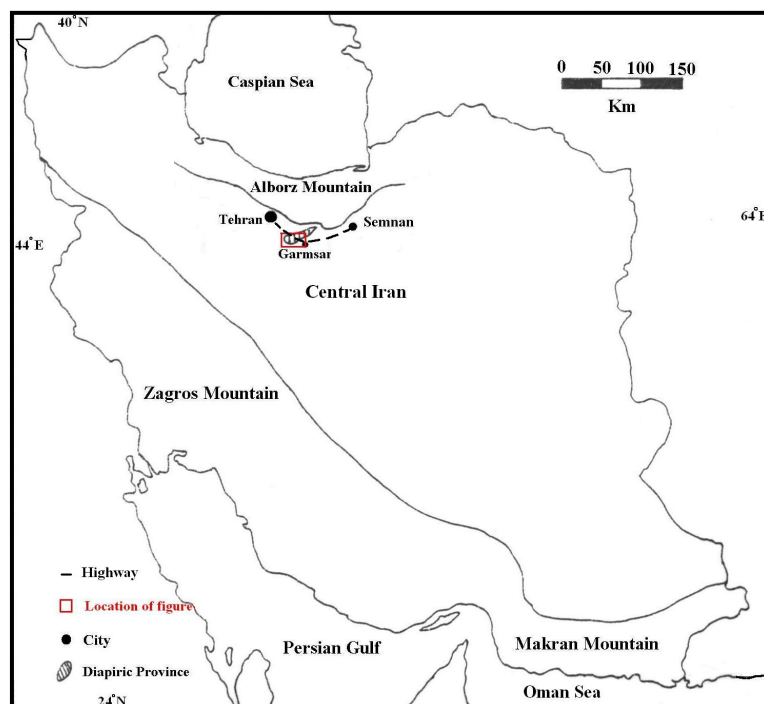 40°N
Caspian Sea
0 50 100 150
Km
Alborz Mountain
Tehran
Semnan
64°E
44°E
Garmsar
Central Iran
Zagros Mountain
Highway
Location of figure
City
Persian Gulf
Makran Mountain
Diapiric Province
Oman Sea
24°N